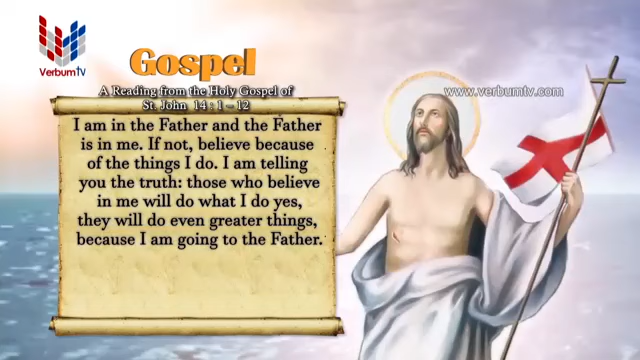 VerbumTV
Gospel
A Reading from the Holy Gospel of
St. John 14 : 1 – 12
www.verbumtv.com
I am in the Father and the Father
is in me. If not, believe because
of the things I do. I am telling
you the truth: those who believe
in me will do what I do yes,
they will do even greater things,
because I am going to the Father.